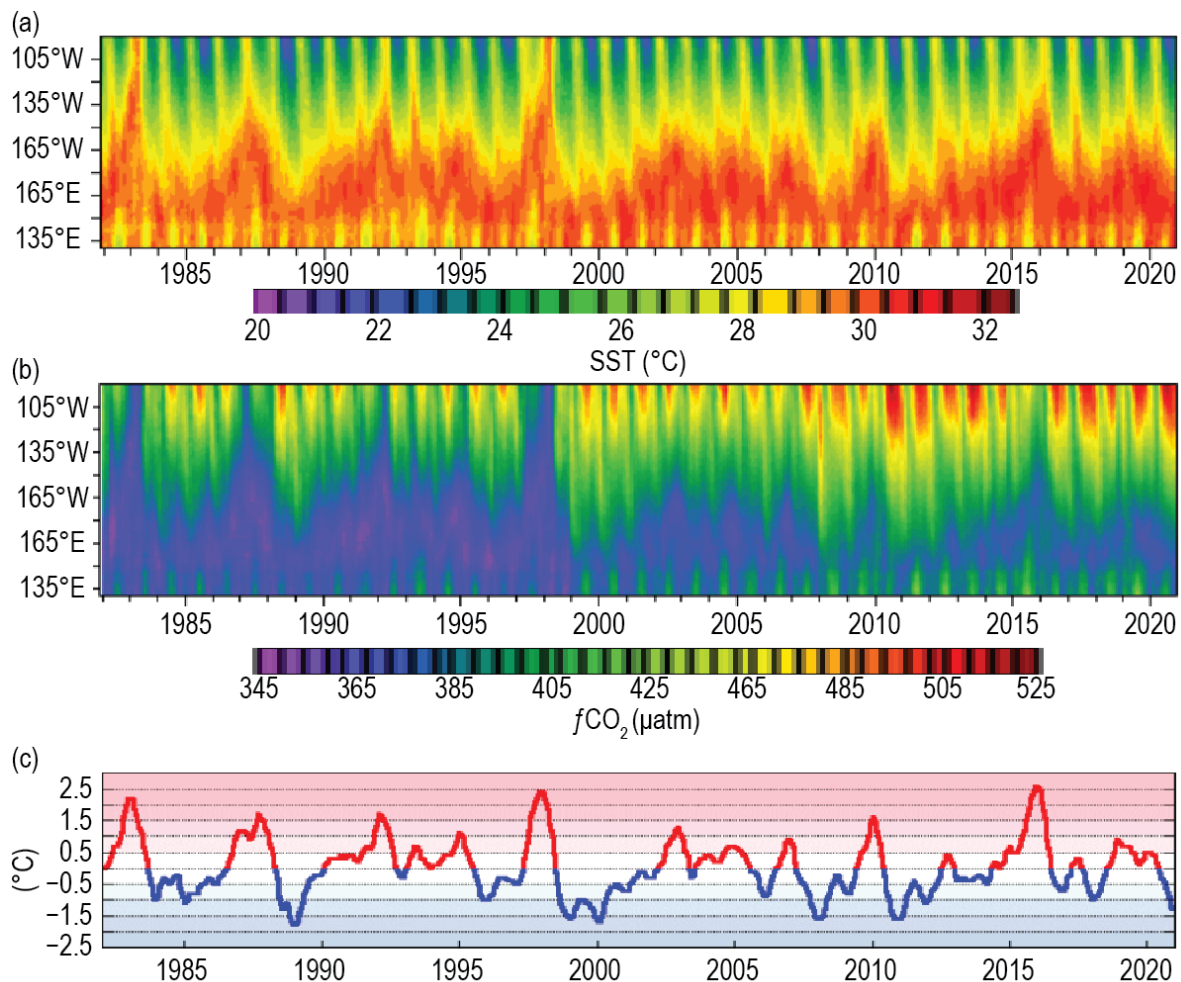 (a)
105°W
135°W
165°W
165°E
135°E
1985 1990 1995 2000 2005 2010 2015 2020
20 22 24 26 28 30 32
SST (°C)
(b)
105°W
135°W
165°W
165°E
135°E
1985 1990 1995 2000 2005 2010 2015 2020
345 365 385 405 425 465 485 505 525
ƒCO₂ (µatm)
(c)
2.5
1.5
0.5
−0.5
−1.5
−2.5
(°C)
1985 1990 1995 2000 2005 2010 2015 2020